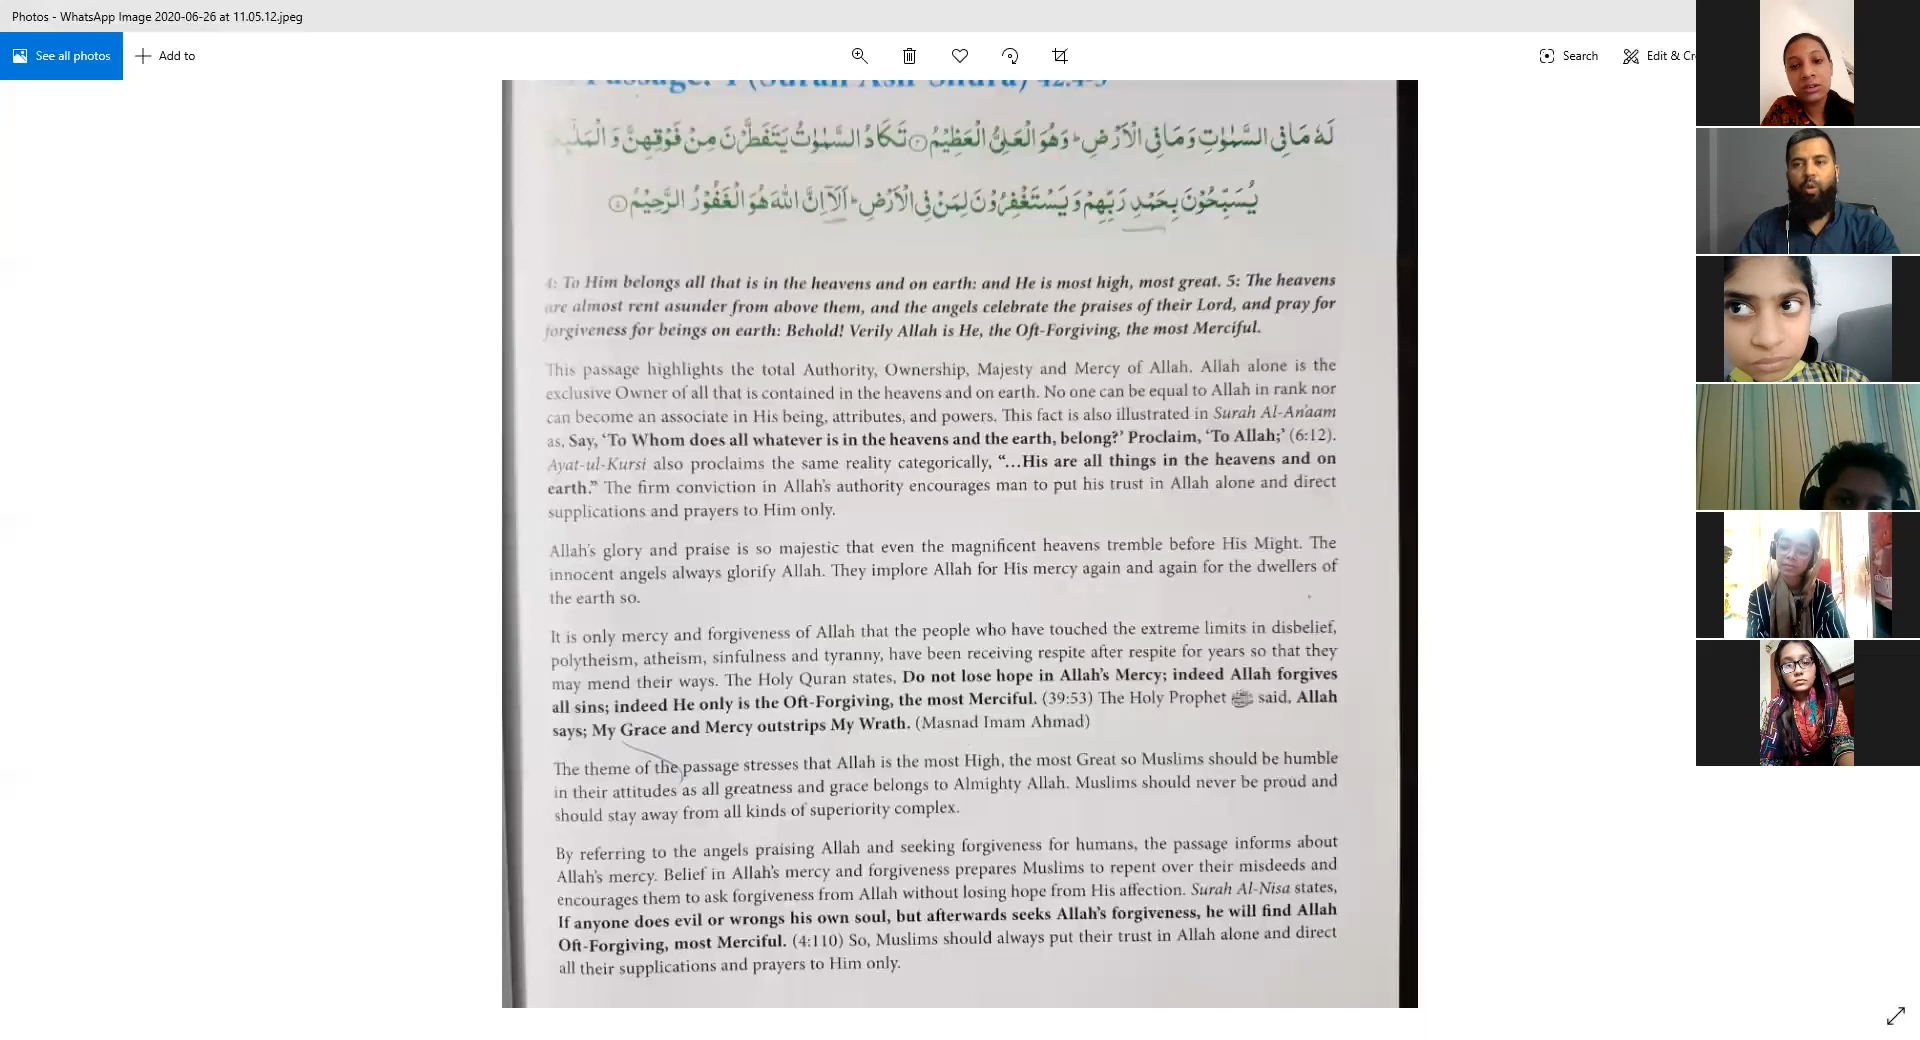 Photos - WhatsApp Image 2020-06-26 at 11.05.12.jpeg
See all photos
Add to
Search
Edit & Cr
Passage: 1 (Surah Ash-Shura) 42:4-5
لَهٗ مَا فِی السَّمٰوٰتِ وَ مَا فِی الْاَرْضِ ؕ وَ هُوَ الْعَلِیُّ الْعَظِیْمُ ۝۴ تَكَادُ السَّمٰوٰتُ یَتَفَطَّرْنَ مِنْ فَوْقِهِنَّ وَ
یُسَبِّحُوْنَ بِحَمْدِ رَبِّهِمْ وَ یَسْتَغْفِرُوْنَ لِمَنْ فِی الْاَرْضِ ؕ اَلَاۤ اِنَّ اللّٰهَ هُوَ الْغَفُوْرُ الرَّحِیْمُ ۝۵
4: To Him belongs all that is in the heavens and on earth: and He is most high, most great. 5: The heavens
are almost rent asunder from above them, and the angels celebrate the praises of their Lord, and pray for
forgiveness for beings on earth: Behold! Verily Allah is He, the Oft-Forgiving, the most Merciful.
This passage highlights the total Authority, Ownership, Majesty and Mercy of Allah. Allah alone is the
exclusive Owner of all that is contained in the heavens and on earth. No one can be equal to Allah in rank nor
can become an associate in His being, attributes, and powers. This fact is also illustrated in Surah Al-An'aam
as, Say, ‘To Whom does all whatever is in the heavens and the earth, belong?’ Proclaim, ‘To Allah;’ (6:12).
Ayat-ul-Kursi also proclaims the same reality categorically, “…His are all things in the heavens and on
earth.” The firm conviction in Allah’s authority encourages man to put his trust in Allah alone and direct
supplications and prayers to Him only.
Allah’s glory and praise is so majestic that even the magnificent heavens tremble before His Might. The
innocent angels always glorify Allah. They implore Allah for His mercy again and again for the dwellers of
the earth so.
It is only mercy and forgiveness of Allah that the people who have touched the extreme limits in disbelief,
polytheism, atheism, sinfulness and tyranny, have been receiving respite after respite for years so that they
may mend their ways. The Holy Quran states, Do not lose hope in Allah’s Mercy; indeed Allah forgives
all sins; indeed He only is the Oft-Forgiving, the most Merciful. (39:53) The Holy Prophet ﷺ said, Allah
says; My Grace and Mercy outstrips My Wrath. (Masnad Imam Ahmad)
The theme of the passage stresses that Allah is the most High, the most Great so Muslims should be humble
in their attitudes as all greatness and grace belongs to Almighty Allah. Muslims should never be proud and
should stay away from all kinds of superiority complex.
By referring to the angels praising Allah and seeking forgiveness for humans, the passage informs about
Allah’s mercy. Belief in Allah’s mercy and forgiveness prepares Muslims to repent over their misdeeds and
encourages them to ask forgiveness from Allah without losing hope from His affection. Surah Al-Nisa states,
If anyone does evil or wrongs his own soul, but afterwards seeks Allah’s forgiveness, he will find Allah
Oft-Forgiving, most Merciful. (4:110) So, Muslims should always put their trust in Allah alone and direct
all their supplications and prayers to Him only.